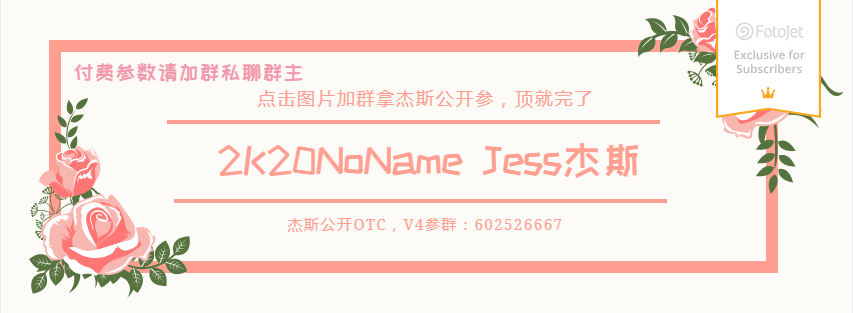 FotoJet
Exclusive for
Subscribers
付费参数请加群私聊群主
点击图片加群拿杰斯公开参，顶就完了
2K20NoName Jess杰斯
杰斯公开OTC，V4参群：602526667